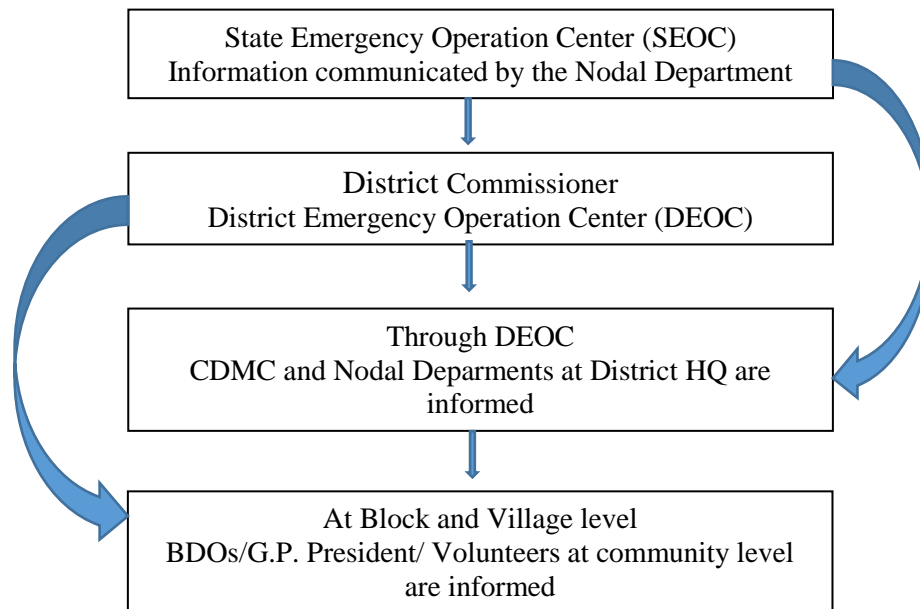 State Emergency Operation Center (SEOC)
Information communicated by the Nodal Department
District Commissioner
District Emergency Operation Center (DEOC)
Through DEOC
CDMC and Nodal Deparments at District HQ are
informed
At Block and Village level
BDOs/G.P. President/ Volunteers at community level
are informed